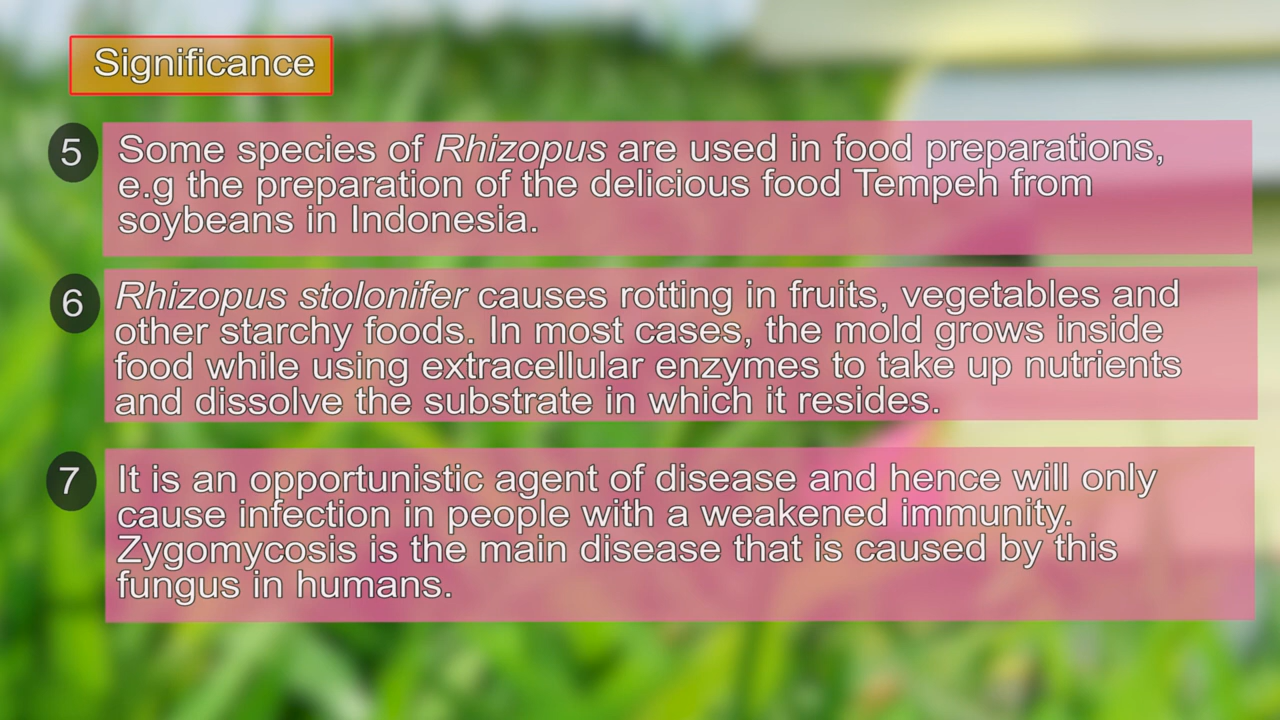 Significance
5
Some species of Rhizopus are used in food preparations,
e.g the preparation of the delicious food Tempeh from
soybeans in Indonesia.
6
Rhizopus stolonifer causes rotting in fruits, vegetables and
other starchy foods. In most cases, the mold grows inside
food while using extracellular enzymes to take up nutrients
and dissolve the substrate in which it resides.
7
It is an opportunistic agent of disease and hence will only
cause infection in people with a weakened immunity.
Zygomycosis is the main disease that is caused by this
fungus in humans.